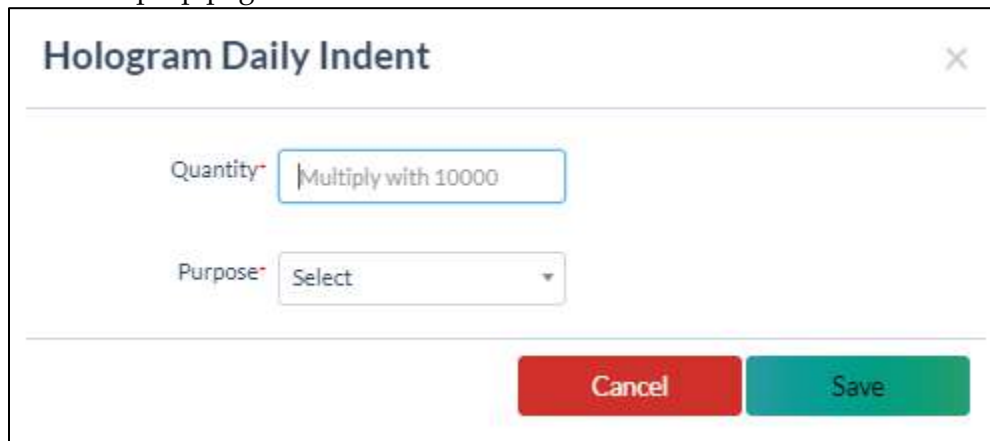 Hologram Daily Indent ×
Quantity* Multiply with 10000
Purpose* Select
Cancel Save